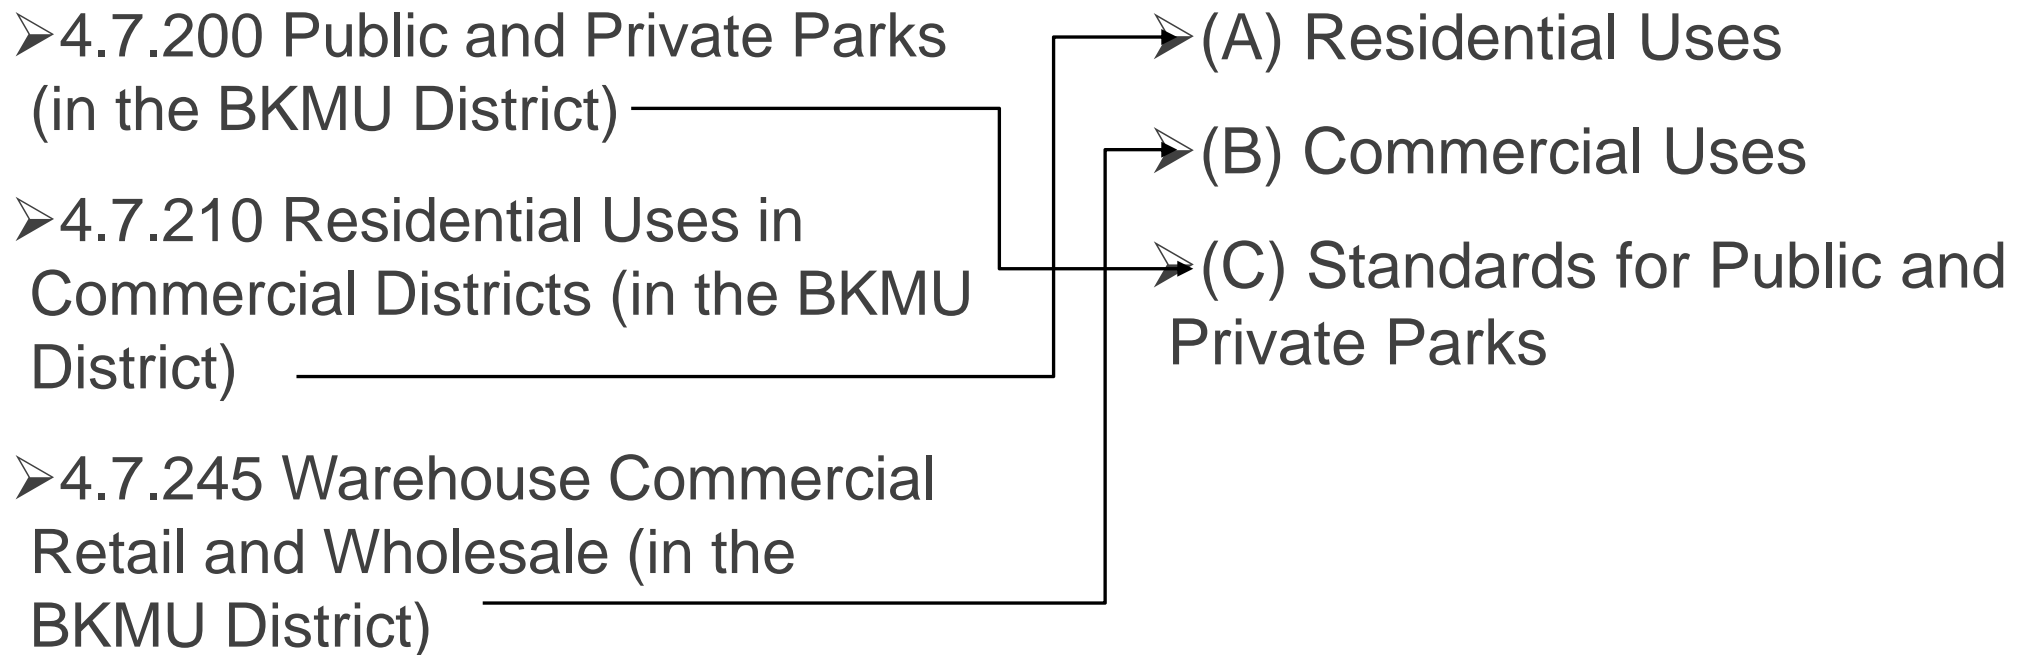 ➢4.7.200 Public and Private Parks
(in the BKMU District)
➢4.7.210 Residential Uses in
Commercial Districts (in the BKMU
District)
➢4.7.245 Warehouse Commercial
Retail and Wholesale (in the
BKMU District)
➢(A) Residential Uses
➢(B) Commercial Uses
➢(C) Standards for Public and
Private Parks